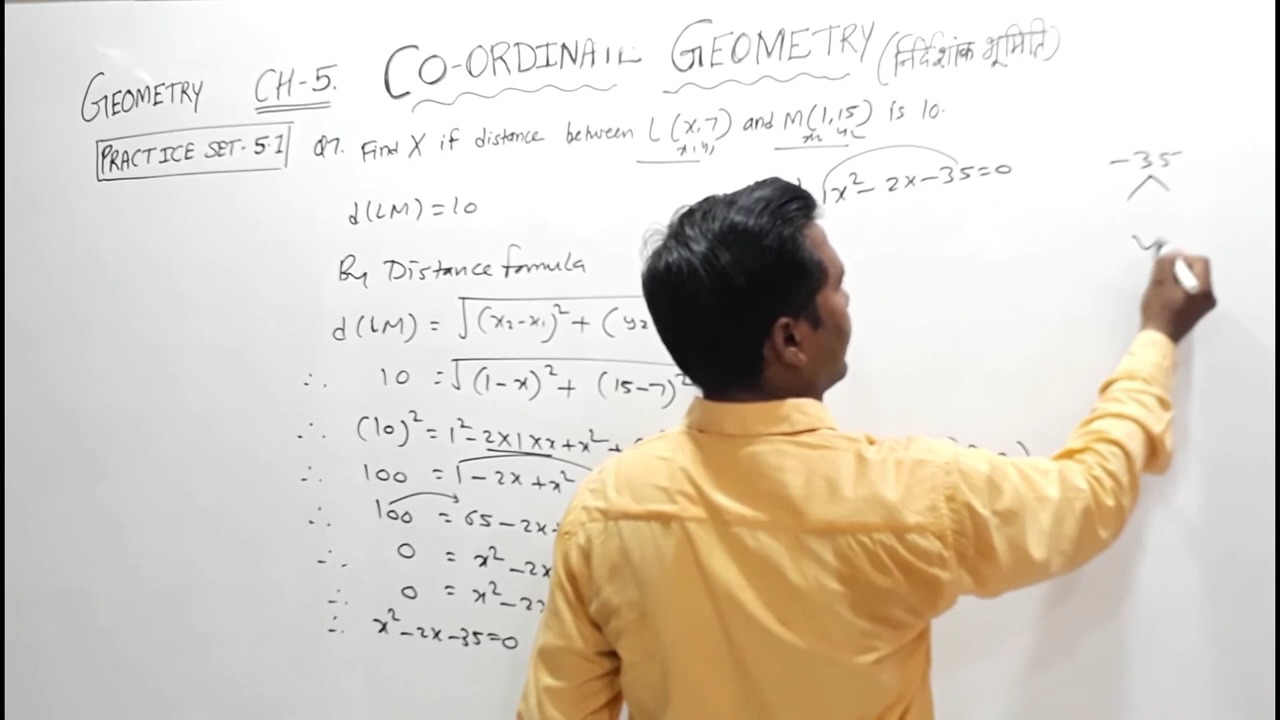 GEOMETRY CH-5. CO-ORDINATE GEOMETRY (निर्देशांक भूमिति)
PRACTICE SET-5.1 Q7. Find X if distance between L(x,7) and M(1,15) is 10.
x₁ y₁ x₂ y₂
d(LM)=10
By Distance formula
d(LM) = √(x₂-x₁)² + (y₂
∴ 10 = √(1-x)² + (15-7)²
∴ (10)² = 1² - 2x1xx + x² +
∴ 100 = 1 - 2x + x²
∴ 100 = 65 - 2x
∴ 0 = x² - 2x
∴ 0 = x² - 2x
∴ x² - 2x - 35 = 0
x² - 2x - 35 = 0
-35